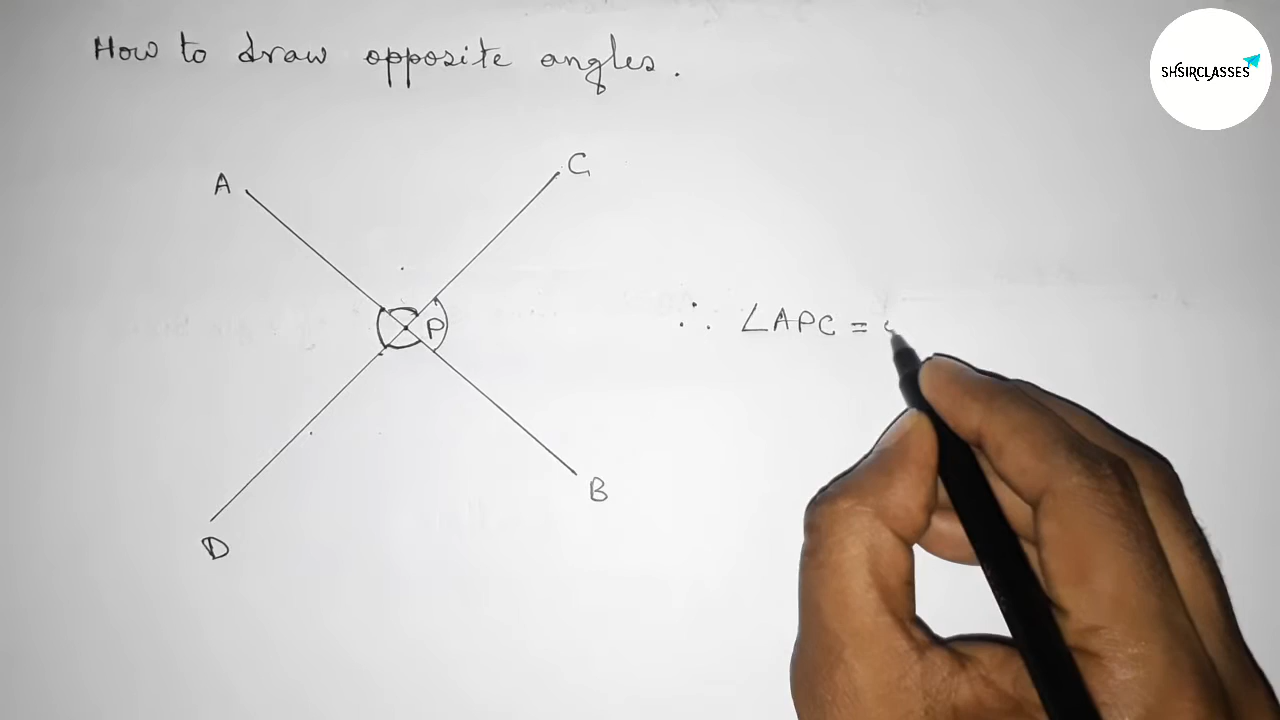 How to draw opposite angles.
SHSIRCLASSES
A
C
P
∴ ∠APC =
B
D